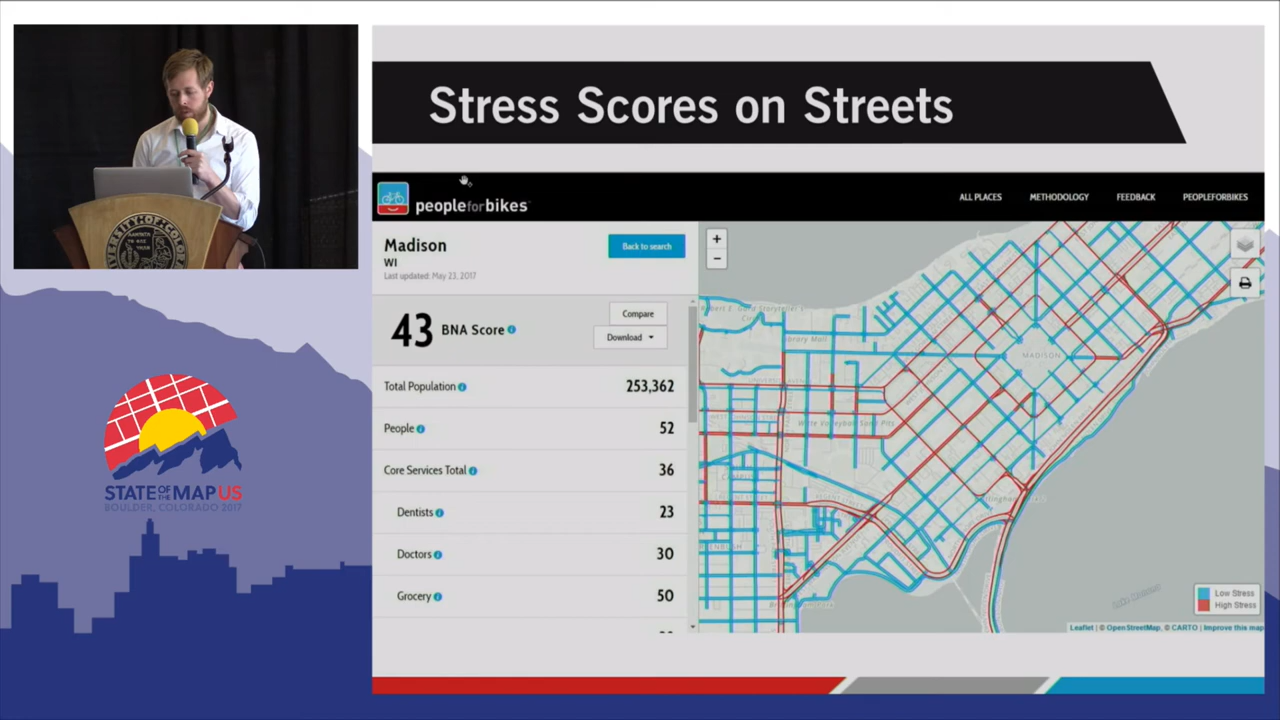 Stress Scores on Streets
peopleforbikes
ALL PLACES
METHODOLOGY
FEEDBACK
PEOPLEFORBIKES
Madison
WI
Last updated: May 23, 2017
Back to search
43 BNA Score
Compare
Download
Total Population 253,362
People 52
Core Services Total 36
Dentists 23
Doctors 30
Grocery 50
+
−
Library Mall
MADISON
Low Stress
High Stress
Leaflet | © OpenStreetMap, © CARTO | Improve this map
STATE OF THE MAP US
BOULDER, COLORADO 2017